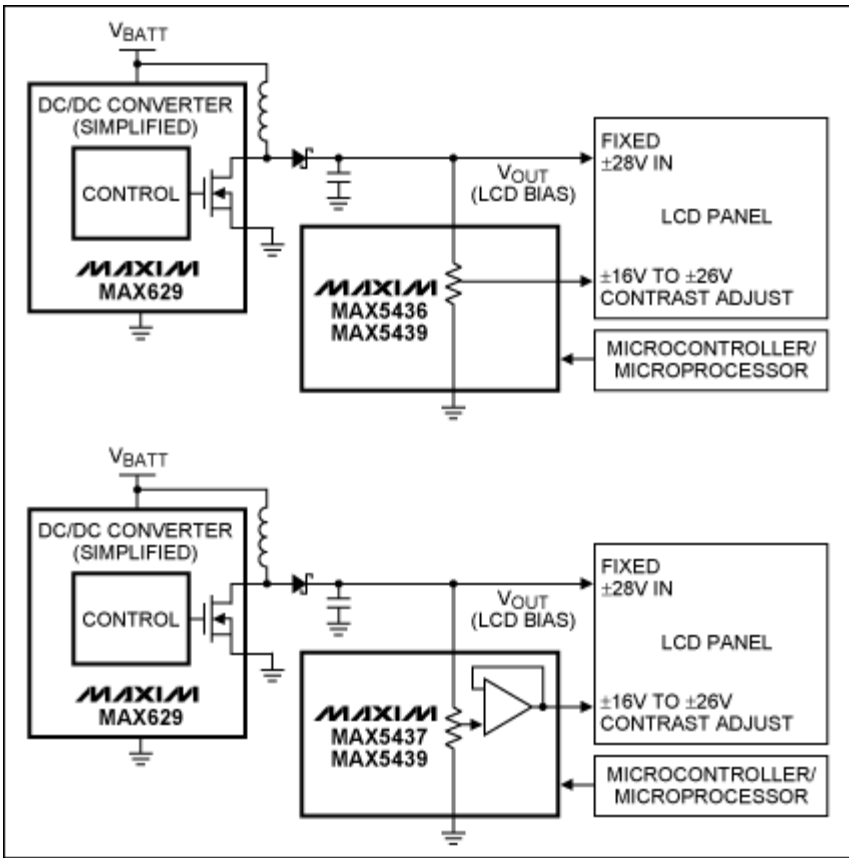 VBATT
DC/DC CONVERTER
(SIMPLIFIED)
CONTROL
MAXIM
MAX629
VOUT
(LCD BIAS)
MAXIM
MAX5436
MAX5439
FIXED
±28V IN
LCD PANEL
±16V TO ±26V
CONTRAST ADJUST
MICROCONTROLLER/
MICROPROCESSOR
VBATT
DC/DC CONVERTER
(SIMPLIFIED)
CONTROL
MAXIM
MAX629
VOUT
(LCD BIAS)
MAXIM
MAX5437
MAX5439
FIXED
±28V IN
LCD PANEL
±16V TO ±26V
CONTRAST ADJUST
MICROCONTROLLER/
MICROPROCESSOR